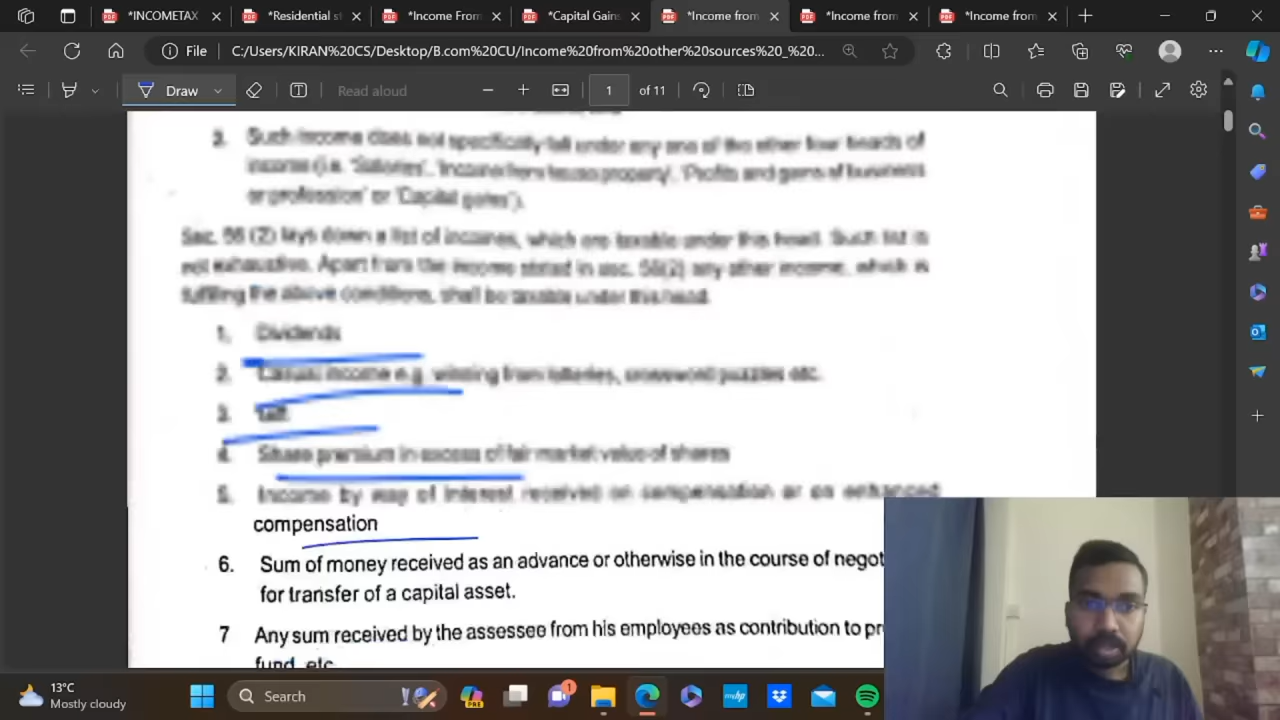 *INCOMETAX
*Residential st
*Income From
*Capital Gains
*Income from
*Income from
*Income from
File
C:/Users/KIRAN%20CS/Desktop/B.com%20CU/Income%20from%20other%20sources%20_%20...
Draw
Read aloud
1
of 11
3. Such income does not specifically fall under any one of the other four heads of
income (i.e. 'Salaries', 'Income from house property', 'Profits and gains of business
or profession' or 'Capital gains').
Sec. 56 (2) lays down a list of incomes, which are taxable under this head. Such list is
not exhaustive. Apart from the income stated in sec. 56(2) any other income, which is
fulfilling the above conditions, shall be taxable under this head.
1. Dividends
2. Casual income e.g. winning from lotteries, crossword puzzles etc.
3.
4. Share premium in excess of fair market value of shares
5. Income by way of interest received on compensation or on enhanced
compensation
6. Sum of money received as an advance or otherwise in the course of negot
for transfer of a capital asset.
7 Any sum received by the assessee from his employees as contribution to pr
fund, etc
13°C
Mostly cloudy
Search
PRE
1
hp